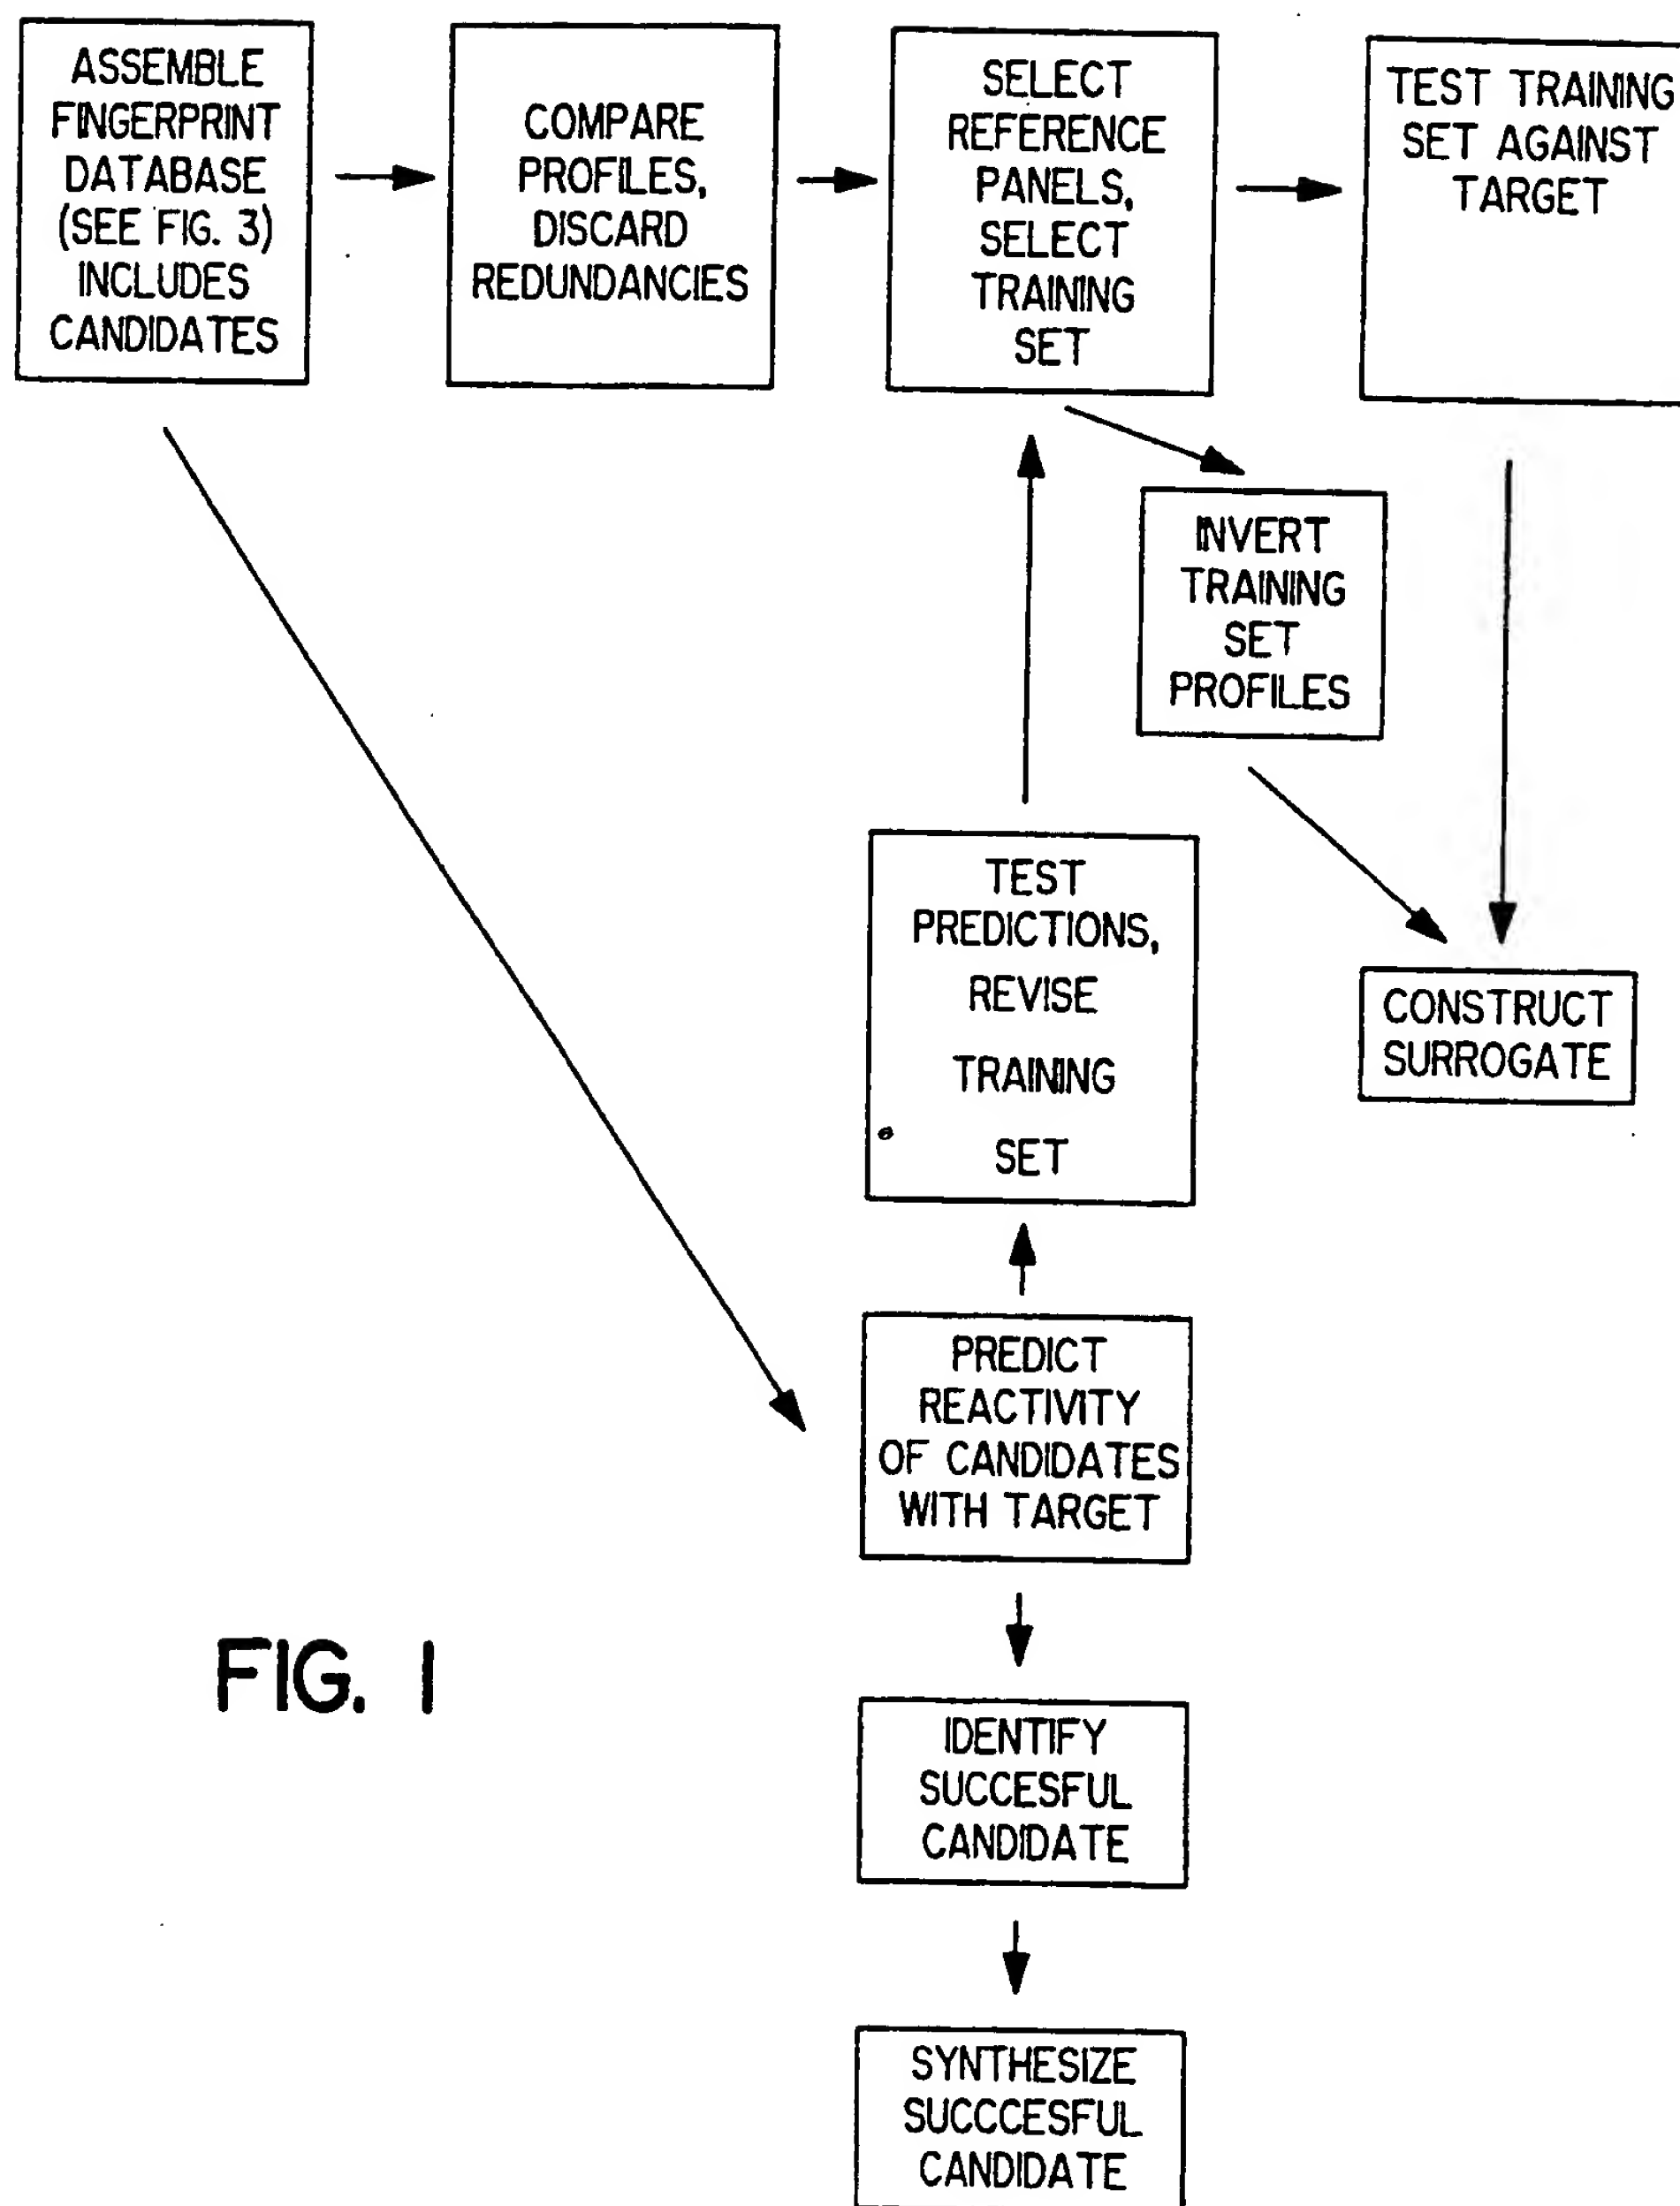 ASSEMBLE
FINGERPRINT
DATABASE
(SEE FIG. 3)
INCLUDES
CANDIDATES
COMPARE
PROFILES,
DISCARD
REDUNDANCIES
SELECT
REFERENCE
PANELS,
SELECT
TRAINING
SET
TEST TRAINING
SET AGAINST
TARGET
INVERT
TRAINING
SET
PROFILES
TEST
PREDICTIONS,
REVISE
TRAINING
SET
CONSTRUCT
SURROGATE
PREDICT
REACTIVITY
OF CANDIDATES
WITH TARGET
FIG. 1
IDENTIFY
SUCCESFUL
CANDIDATE
SYNTHESIZE
SUCCCESFUL
CANDIDATE